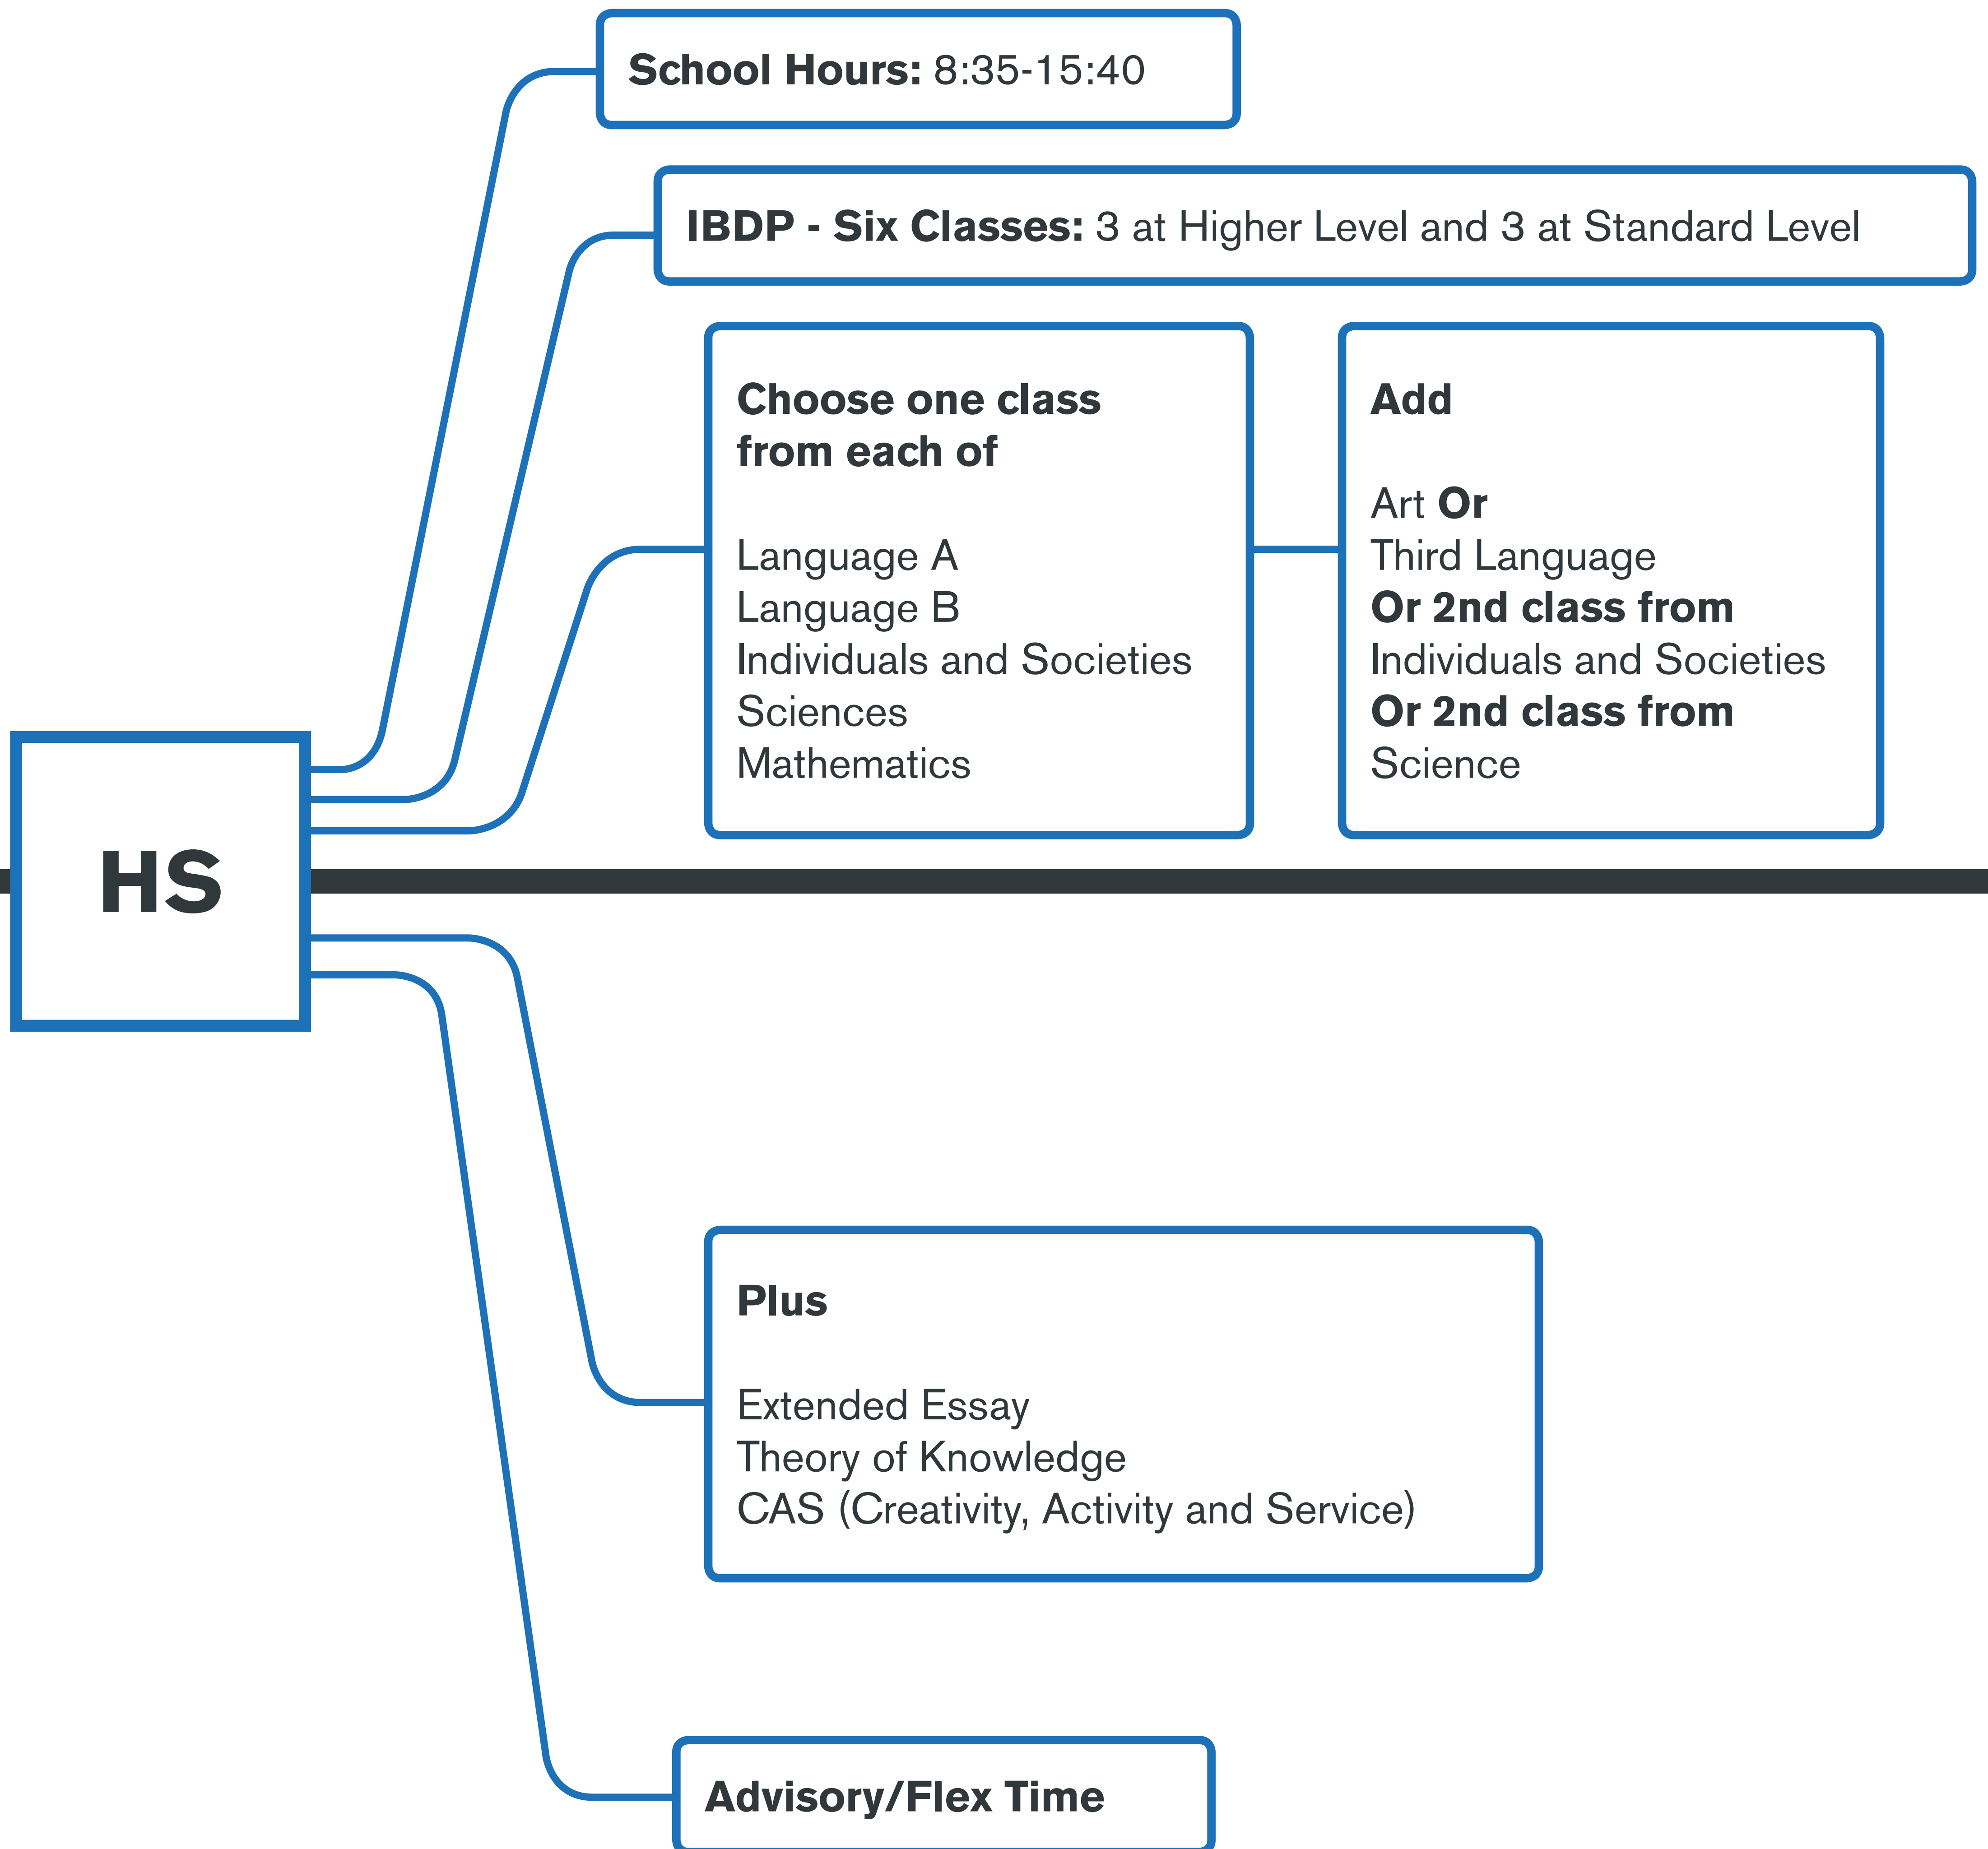 School Hours: 8:35-15:40
IBDP - Six Classes: 3 at Higher Level and 3 at Standard Level
Choose one class
from each of
Language A
Language B
Individuals and Societies
Sciences
Mathematics
Add
Art Or
Third Language
Or 2nd class from
Individuals and Societies
Or 2nd class from
Science
HS
Plus
Extended Essay
Theory of Knowledge
CAS (Creativity, Activity and Service)
Advisory/Flex Time